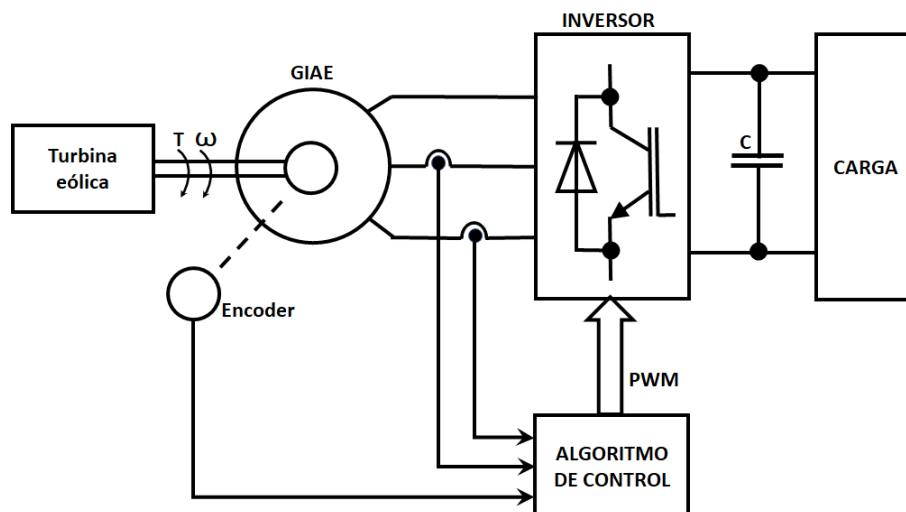 INVERSOR
GIAE
Turbina
eólica
T ω
C
CARGA
Encoder
PWM
ALGORITMO
DE CONTROL